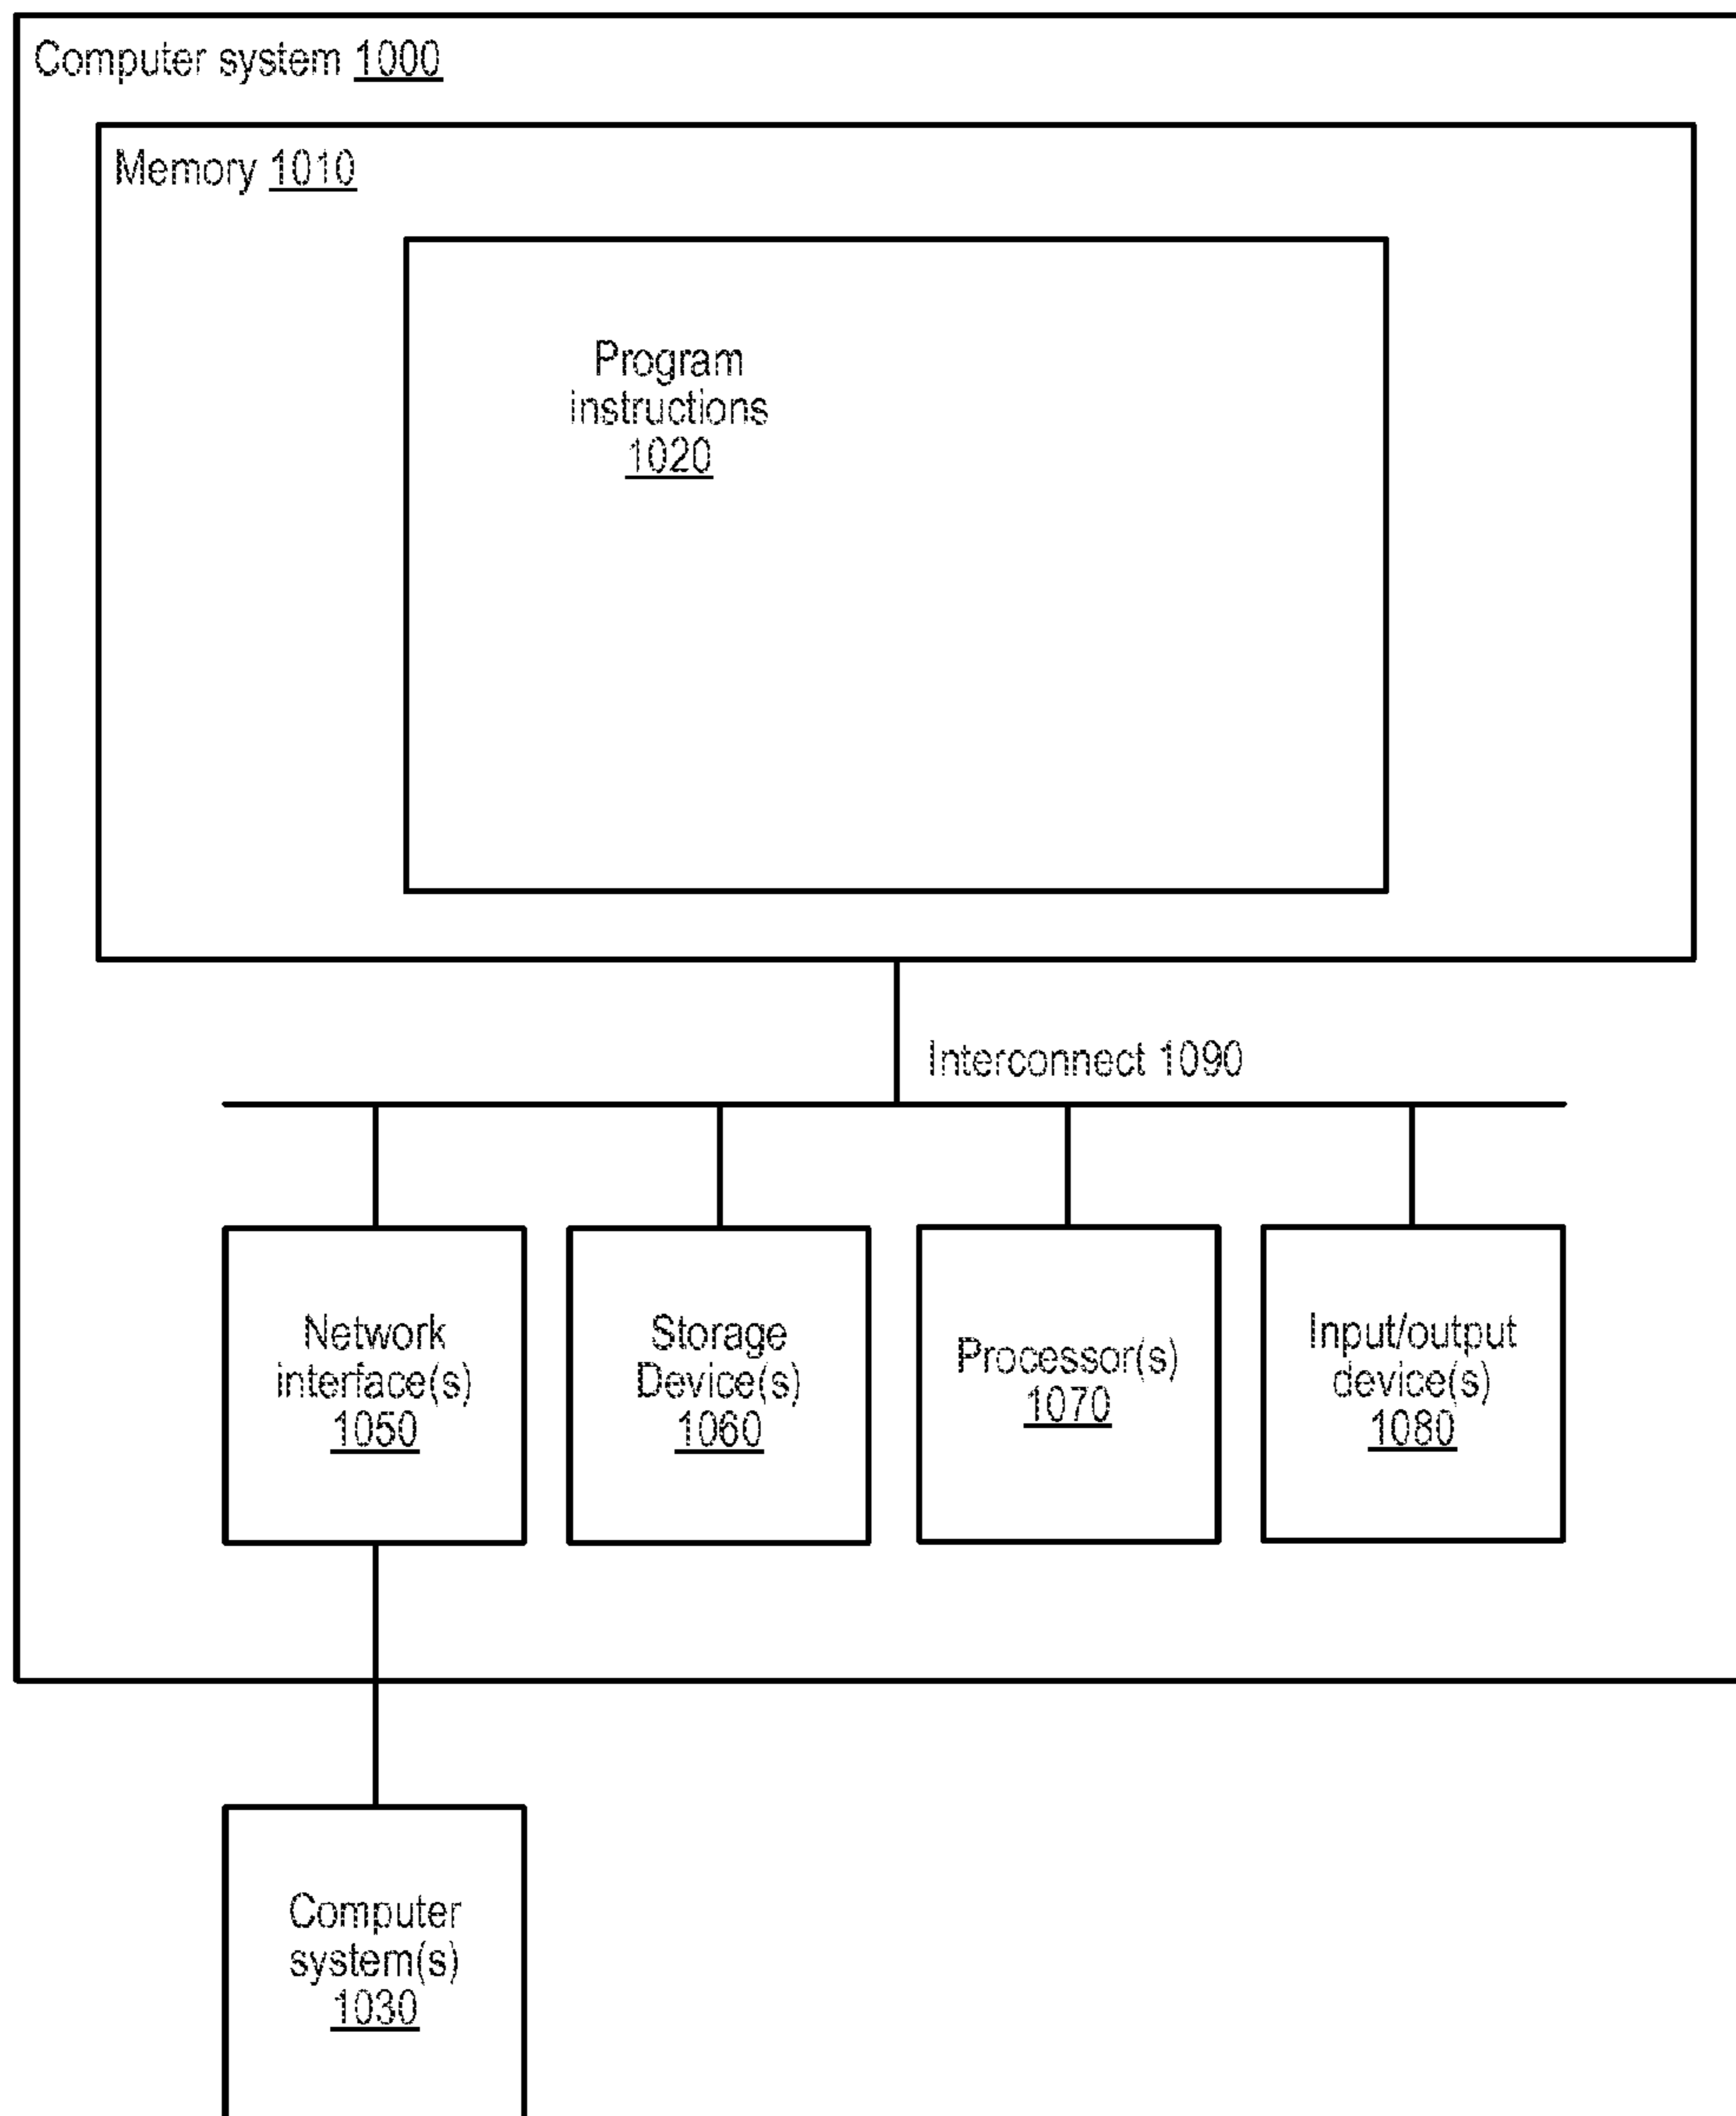 Computer system 1000
Memory 1010
Program
instructions
1020
Interconnect 1090
Network
interface(s)
1050
Storage
Device(s)
1060
Processor(s)
1070
Input/output
device(s)
1080
Computer
system(s)
1030